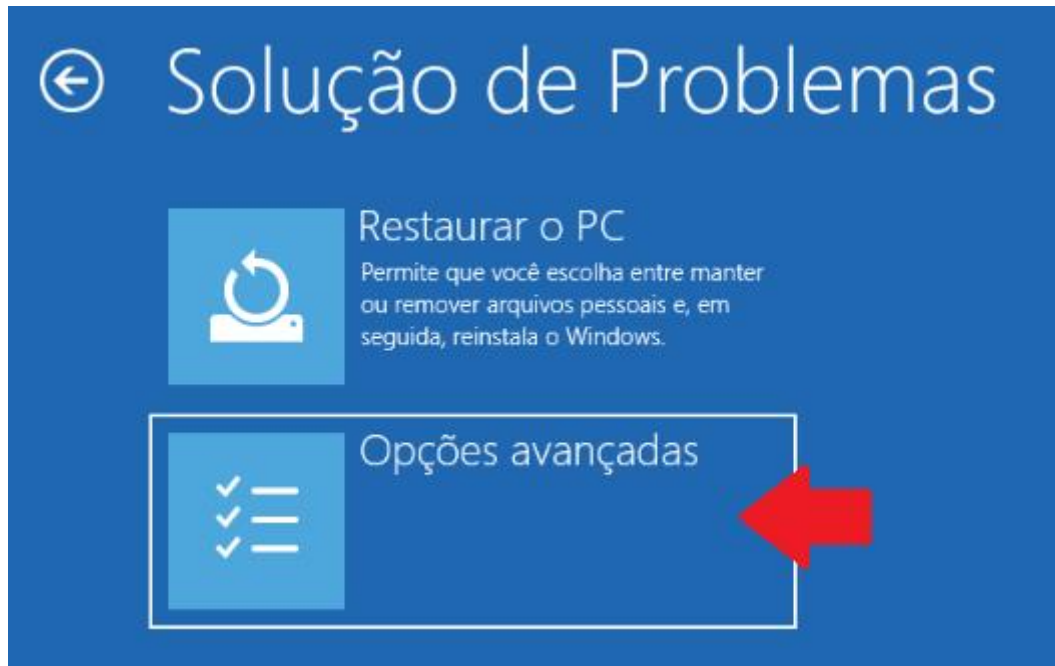 Solução de Problemas
Restaurar o PC
Permite que você escolha entre manter
ou remover arquivos pessoais e, em
seguida, reinstala o Windows.
Opções avançadas